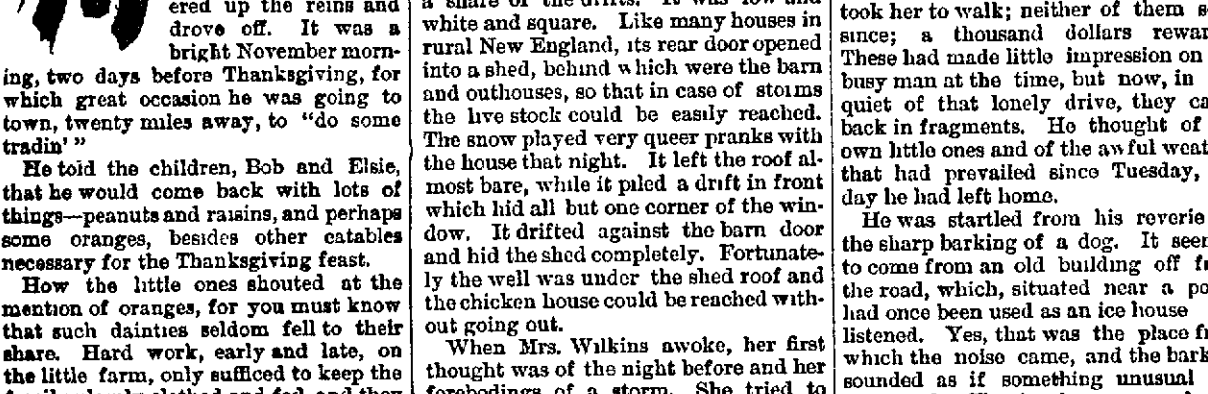 ered up the reins and
drove off. It was a
bright November morn-
ing, two days before Thanksgiving, for
which great occasion he was going to
town, twenty miles away, to "do some
tradin' "
He told the children, Bob and Elsie,
that he would come back with lots of
things—peanuts and raisins, and perhaps
some oranges, besides other eatables
necessary for the Thanksgiving feast.
How the little ones shouted at the
mention of oranges, for you must know
that such dainties seldom fell to their
share. Hard work, early and late, on
the little farm, only sufficed to keep the
clothed and fed and they
a share of the drifts. It was low and
white and square. Like many houses in
rural New England, its rear door opened
into a shed, behind which were the barn
and outhouses, so that in case of storms
the live stock could be easily reached.
The snow played very queer pranks with
the house that night. It left the roof al-
most bare, while it piled a drift in front
which hid all but one corner of the win-
dow. It drifted against the barn door
and hid the shed completely. Fortunate-
ly the well was under the shed roof and
the chicken house could be reached with-
out going out.
When Mrs. Wilkins awoke, her first
thought was of the night before and her
forebodings of a storm. She tried to
took her to walk; neither of them s
since; a thousand dollars rewar
These had made little impression on
busy man at the time, but now, in
quiet of that lonely drive, they ca
back in fragments. He thought of
own little ones and of the awful weat
that had prevailed since Tuesday,
day he had left home.
He was startled from his reverie
the sharp barking of a dog. It seem
to come from an old building off fr
the road, which, situated near a po
had once been used as an ice house
listened. Yes, that was the place fr
which the noise came, and the bark
sounded as if something unusual